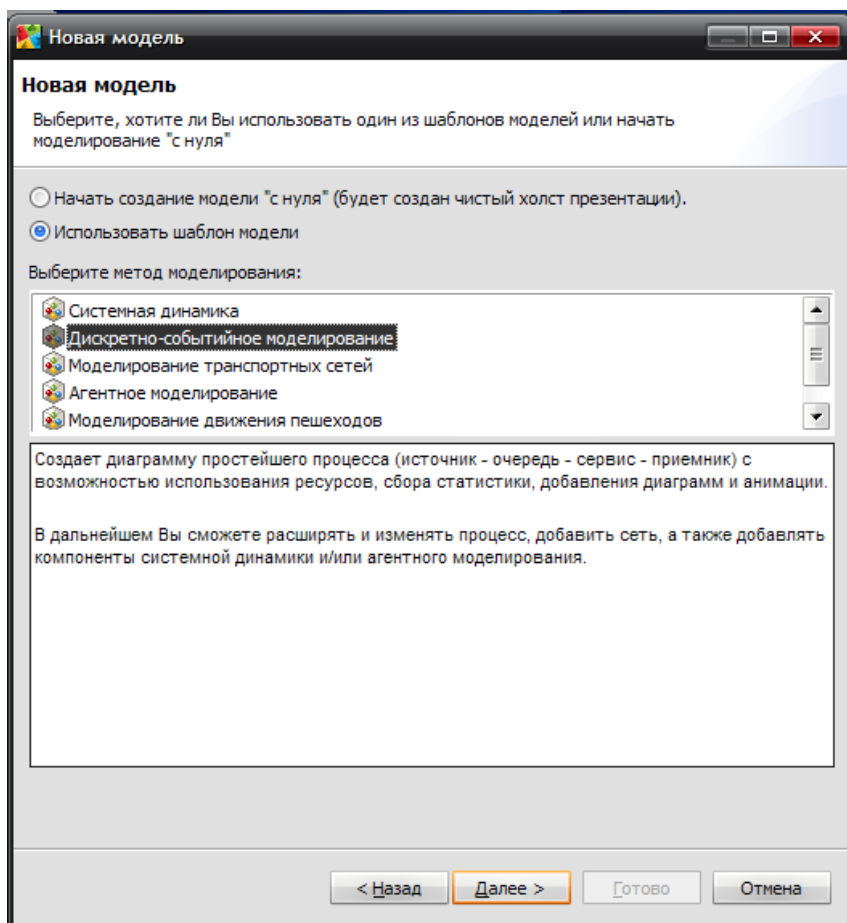 Новая модель
Новая модель
Выберите, хотите ли Вы использовать один из шаблонов моделей или начать
моделирование "с нуля"
Начать создание модели "с нуля" (будет создан чистый холст презентации).
Использовать шаблон модели
Выберите метод моделирования:
Системная динамика
Дискретно-событийное моделирование
Моделирование транспортных сетей
Агентное моделирование
Моделирование движения пешеходов
Создает диаграмму простейшего процесса (источник - очередь - сервис - приемник) с
возможностью использования ресурсов, сбора статистики, добавления диаграмм и анимации.
В дальнейшем Вы сможете расширять и изменять процесс, добавить сеть, а также добавлять
компоненты системной динамики и/или агентного моделирования.
< Назад Далее > Готово Отмена